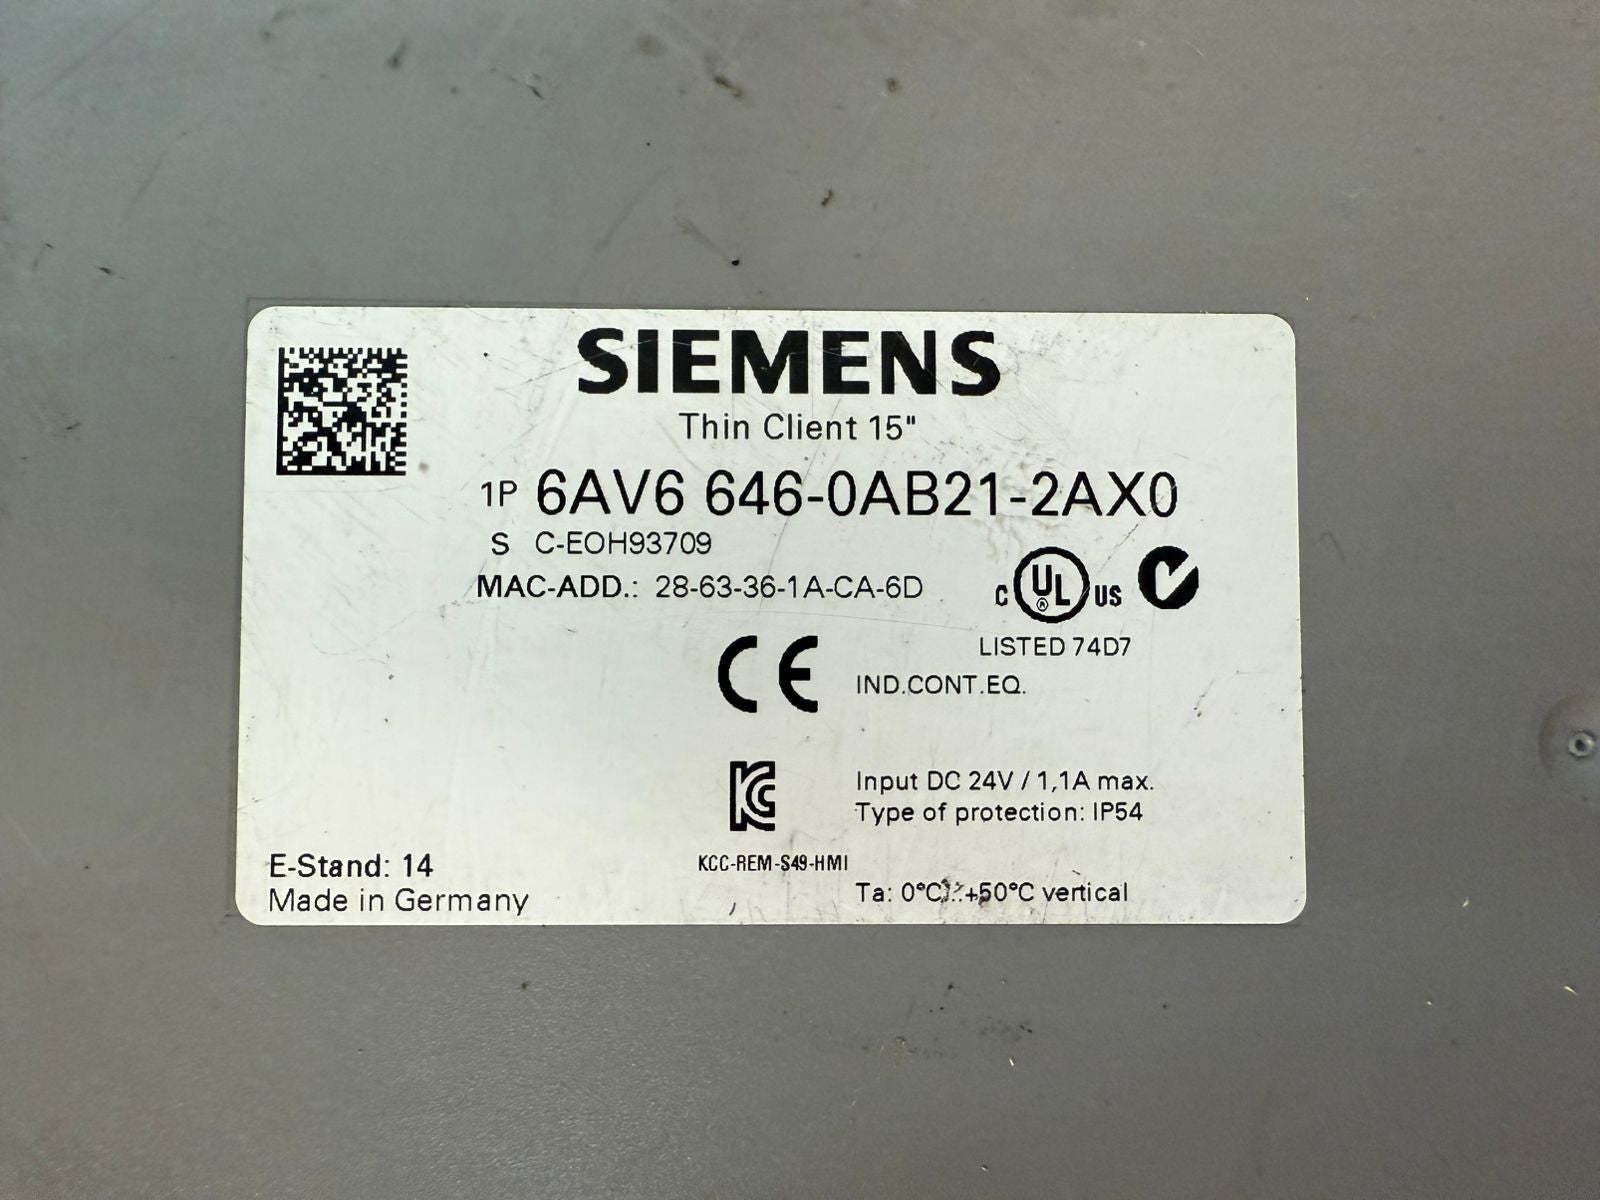 SIEMENS
Thin Client 15"
1P 6AV6 646-0AB21-2AX0
S C-EOH93709
MAC-ADD.: 28-63-36-1A-CA-6D
C UL ® US
LISTED 74D7
CE IND.CONT.EQ.
KC
Input DC 24V / 1,1A max.
Type of protection: IP54
KCC-REM-S49-HMI
Ta: 0°C...+50°C vertical
E-Stand: 14
Made in Germany